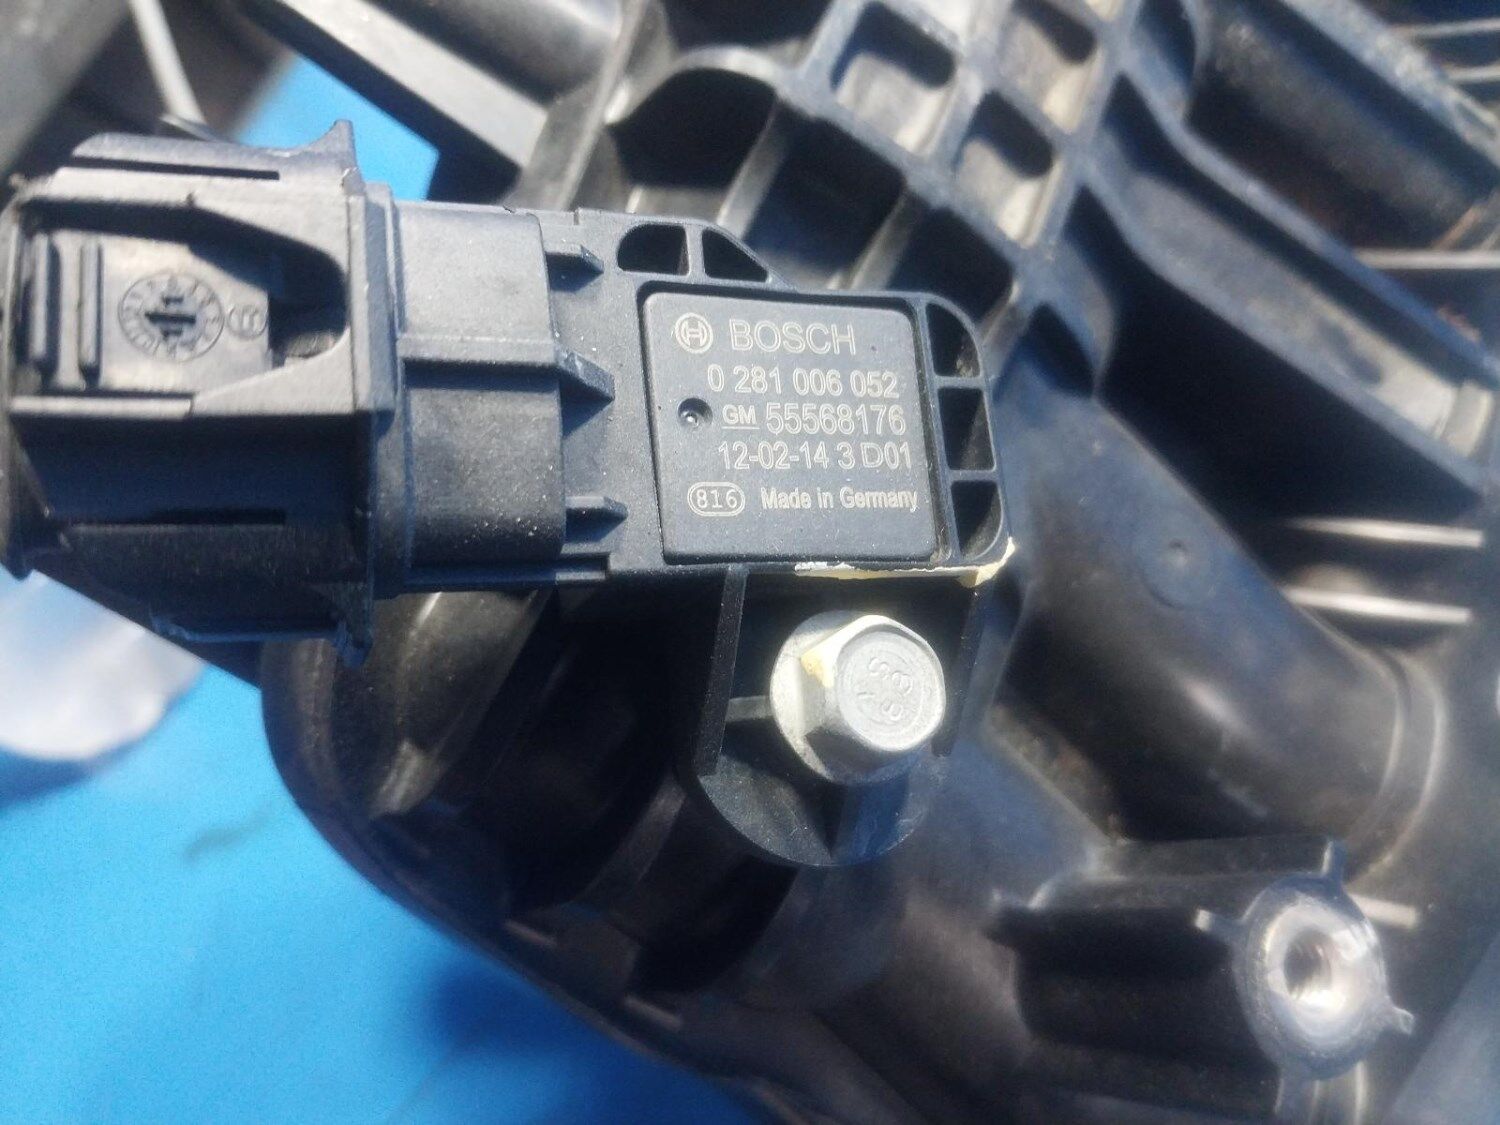 BOSCH
0 281 006 052
GM 55568176
12-02-14 3 D01
816 Made in Germany